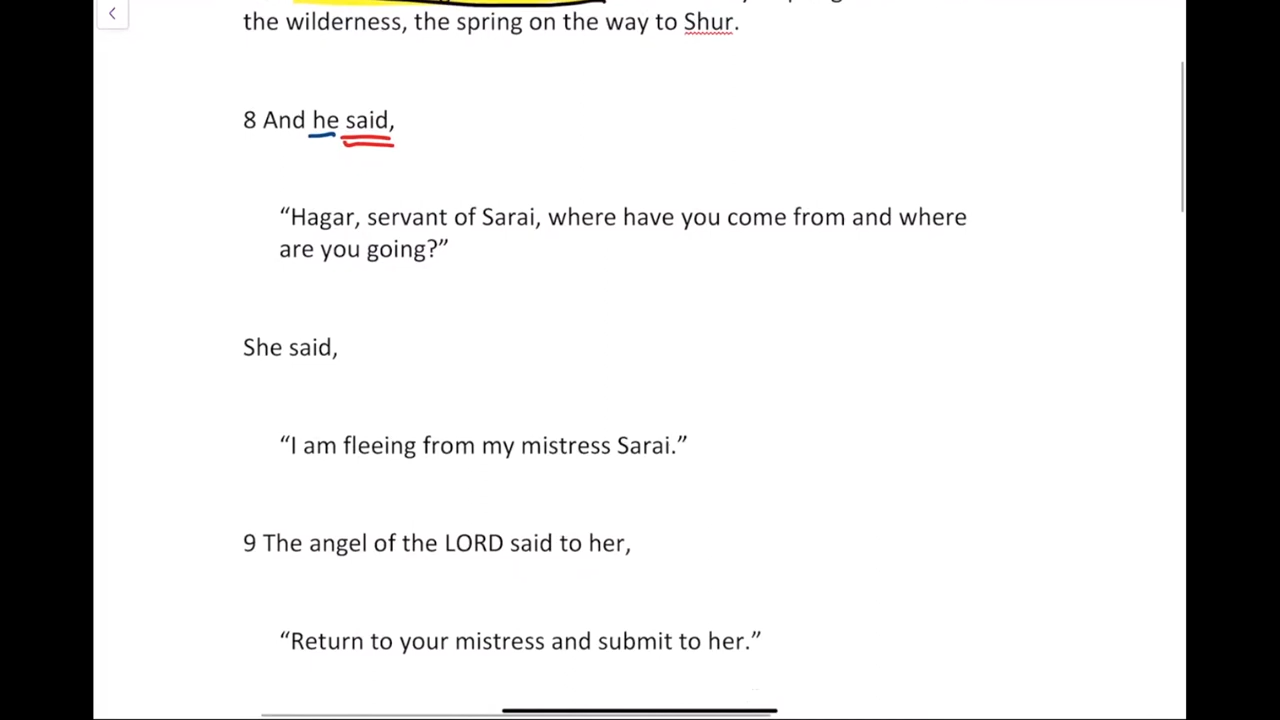 the wilderness, the spring on the way to Shur.
8 And he said,
“Hagar, servant of Sarai, where have you come from and where
are you going?”
She said,
“I am fleeing from my mistress Sarai.”
9 The angel of the LORD said to her,
“Return to your mistress and submit to her.”